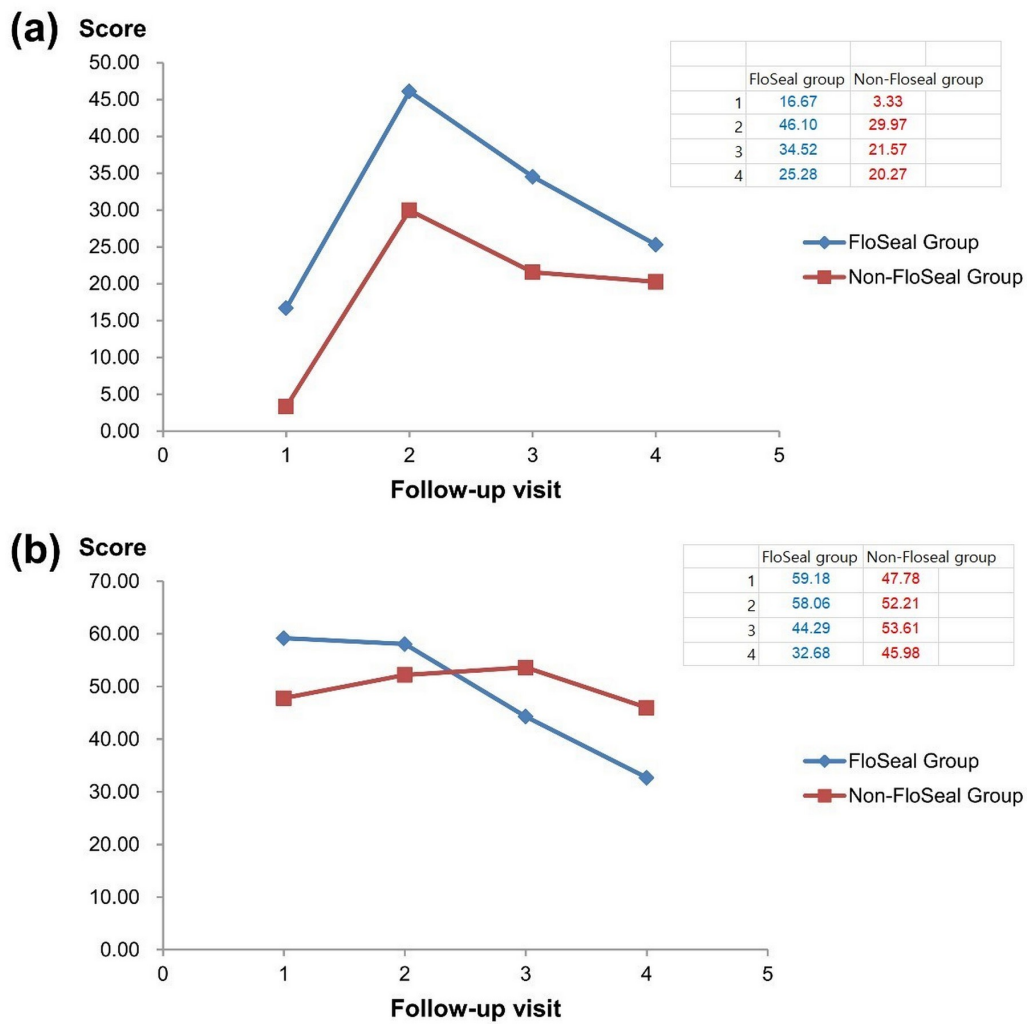 (a) Score
50.00
45.00
40.00
35.00
30.00
25.00
20.00
15.00
10.00
5.00
0.00
0 1 2 3 4 5
Follow-up visit
FloSeal group Non-Floseal group
1 16.67 3.33
2 46.10 29.97
3 34.52 21.57
4 25.28 20.27
FloSeal Group
Non-FloSeal Group
(b) Score
70.00
60.00
50.00
40.00
30.00
20.00
10.00
0.00
0 1 2 3 4 5
Follow-up visit
FloSeal group Non-Floseal group
1 59.18 47.78
2 58.06 52.21
3 44.29 53.61
4 32.68 45.98
FloSeal Group
Non-FloSeal Group